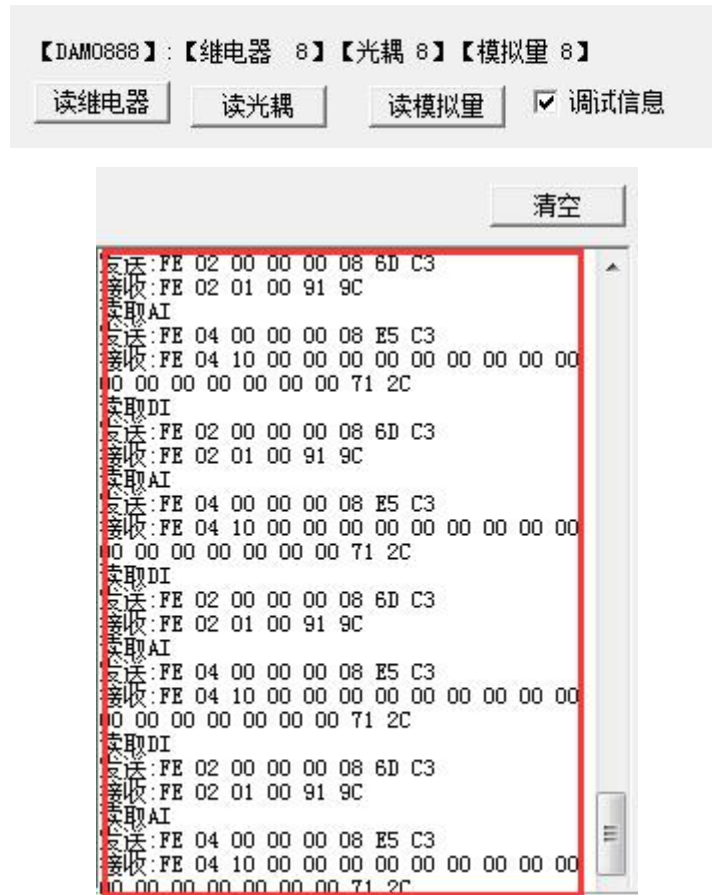 【DAM0888】:【继电器 8】【光耦 8】【模拟量 8】
读继电器 读光耦 读模拟量 调试信息
清空
发送:FE 02 00 00 00 08 6D C3
接收:FE 02 01 00 91 9C
读取AI
发送:FE 04 00 00 00 08 E5 C3
接收:FE 04 10 00 00 00 00 00 00 00 00 00
00 00 00 00 00 00 00 71 2C
读取DI
发送:FE 02 00 00 00 08 6D C3
接收:FE 02 01 00 91 9C
读取AI
发送:FE 04 00 00 00 08 E5 C3
接收:FE 04 10 00 00 00 00 00 00 00 00 00
00 00 00 00 00 00 00 71 2C
读取DI
发送:FE 02 00 00 00 08 6D C3
接收:FE 02 01 00 91 9C
读取AI
发送:FE 04 00 00 00 08 E5 C3
接收:FE 04 10 00 00 00 00 00 00 00 00 00
00 00 00 00 00 00 00 71 2C
读取DI
发送:FE 02 00 00 00 08 6D C3
接收:FE 02 01 00 91 9C
读取AI
发送:FE 04 00 00 00 08 E5 C3
接收:FE 04 10 00 00 00 00 00 00 00 00 00
00 00 00 00 00 00 00 71 2C